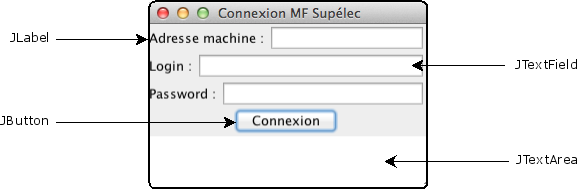 Connexion MF Supélec
JLabel
Adresse machine :
Login :
JTextField
Password :
JButton
Connexion
JTextArea